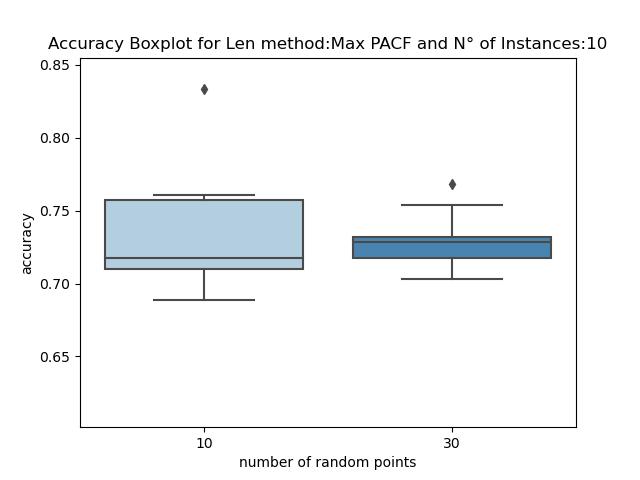 Accuracy Boxplot for Len method:Max PACF and N° of Instances:10
0.85
0.80
0.75
0.70
0.65
accuracy
10 30
number of random points